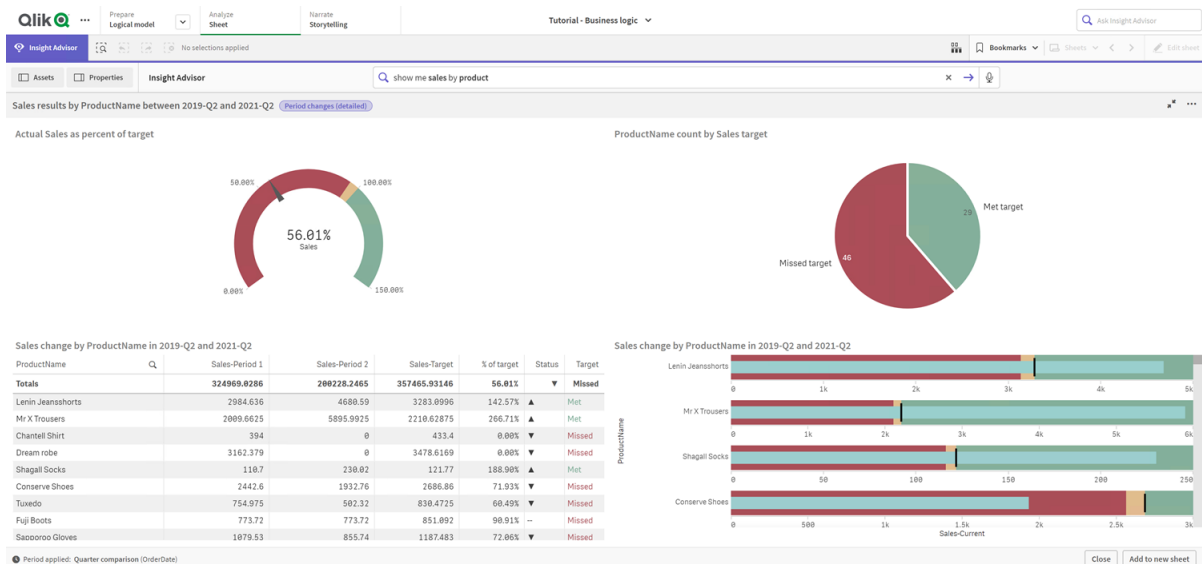 Qlik ... Prepare Logical model Analyze Sheet Narrate Storytelling Tutorial - Business logic Ask Insight Advisor
Insight Advisor No selections applied Bookmarks Sheets Edit sheet
Assets Properties Insight Advisor show me sales by product
Sales results by ProductName between 2019-Q2 and 2021-Q2 Period changes (detailed)
Actual Sales as percent of target
50.00% 100.00%
56.01%
Sales
0.00% 150.00%
ProductName count by Sales target
29 Met target
Missed target 46
Sales change by ProductName in 2019-Q2 and 2021-Q2
ProductName Sales-Period 1 Sales-Period 2 Sales-Target % of target Status Target
Totals 324969.0286 200228.2465 357465.93146 56.01% ▼ Missed
Lenin Jeansshorts 2984.636 4680.59 3283.0996 142.57% ▲ Met
Mr X Trousers 2009.6625 5895.9925 2210.62875 266.71% ▲ Met
Chantell Shirt 394 0 433.4 0.00% ▼ Missed
Dream robe 3162.379 0 3478.6169 0.00% ▼ Missed
Shagall Socks 110.7 230.02 121.77 188.90% ▲ Met
Conserve Shoes 2442.6 1932.76 2686.86 71.93% ▼ Missed
Tuxedo 754.975 502.32 830.4725 60.49% ▼ Missed
Fuji Boots 773.72 773.72 851.092 90.91% -- Missed
Sapporoo Gloves 1079.53 855.74 1187.483 72.06% ▼ Missed
Sales change by ProductName in 2019-Q2 and 2021-Q2
ProductName
Lenin Jeansshorts
0 1k 2k 3k 4k 5k
Mr X Trousers
0 1k 2k 3k 4k 5k 6k
Shagall Socks
0 50 100 150 200 250
Conserve Shoes
0 500 1k 1.5k 2k 2.5k 3k
Sales-Current
Period applied: Quarter comparison (OrderDate) Close Add to new sheet